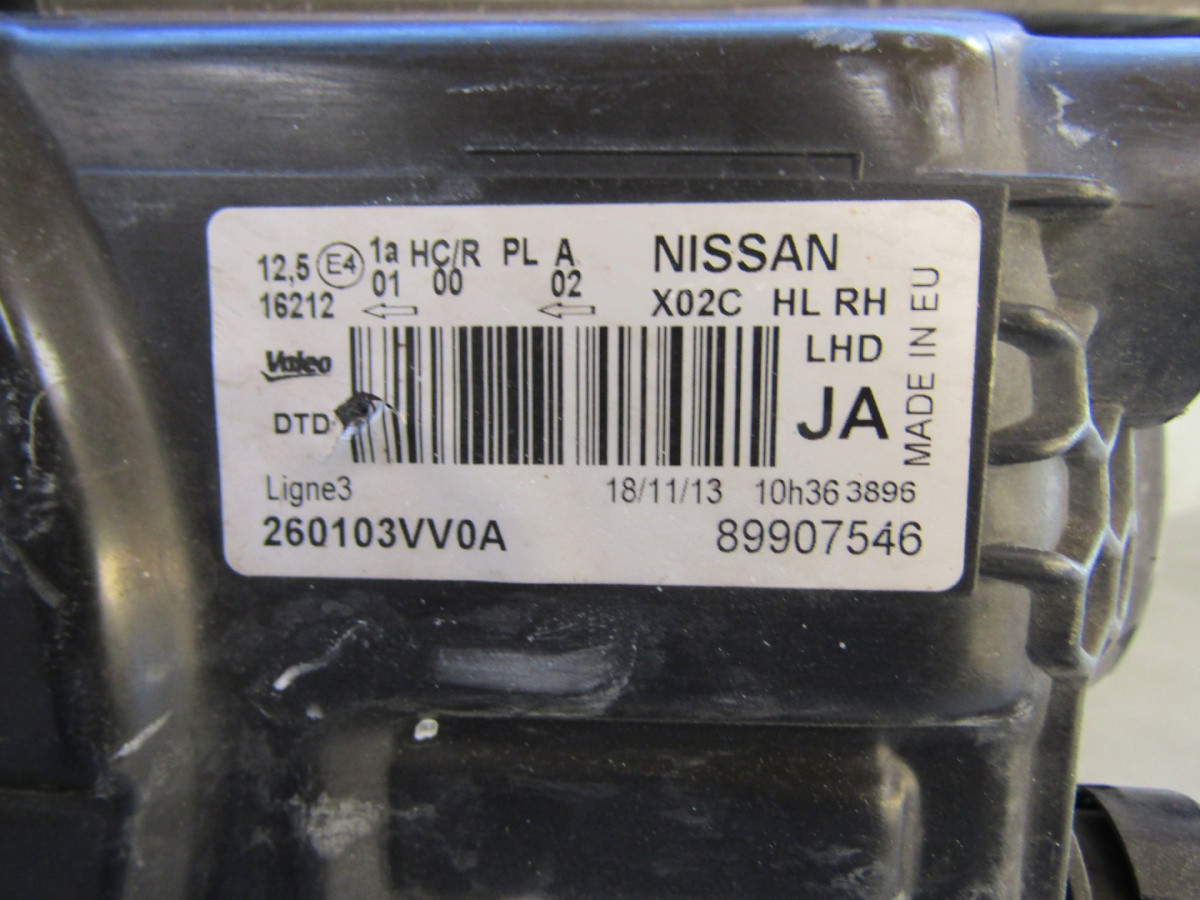 12,5 E4 1a HC/R PL A
01 00 02
16212
NISSAN
X02C HL RH
LHD
JA
MADE IN EU
Valeo
DTD
Ligne3
18/11/13 10h36 3896
260103VV0A
89907546